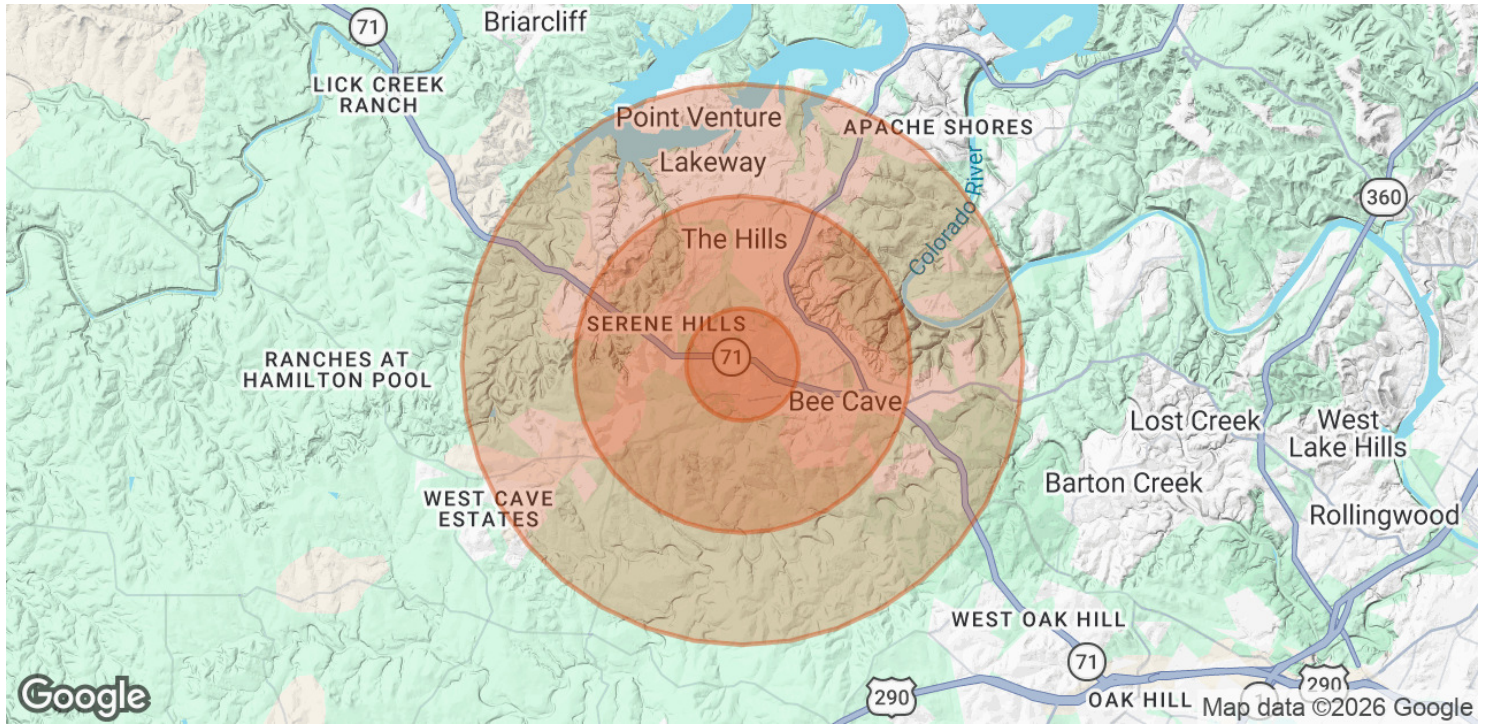 Briarcliff
71
LICK CREEK
RANCH
Point Venture
APACHE SHORES
Lakeway
Colorado River
360
The Hills
SERENE HILLS
71
RANCHES AT
HAMILTON POOL
Bee Cave
Lost Creek
West
Lake Hills
Barton Creek
WEST CAVE
ESTATES
Rollingwood
WEST OAK HILL
71
290
OAK HILL
290
Google
Map data ©2026 Google